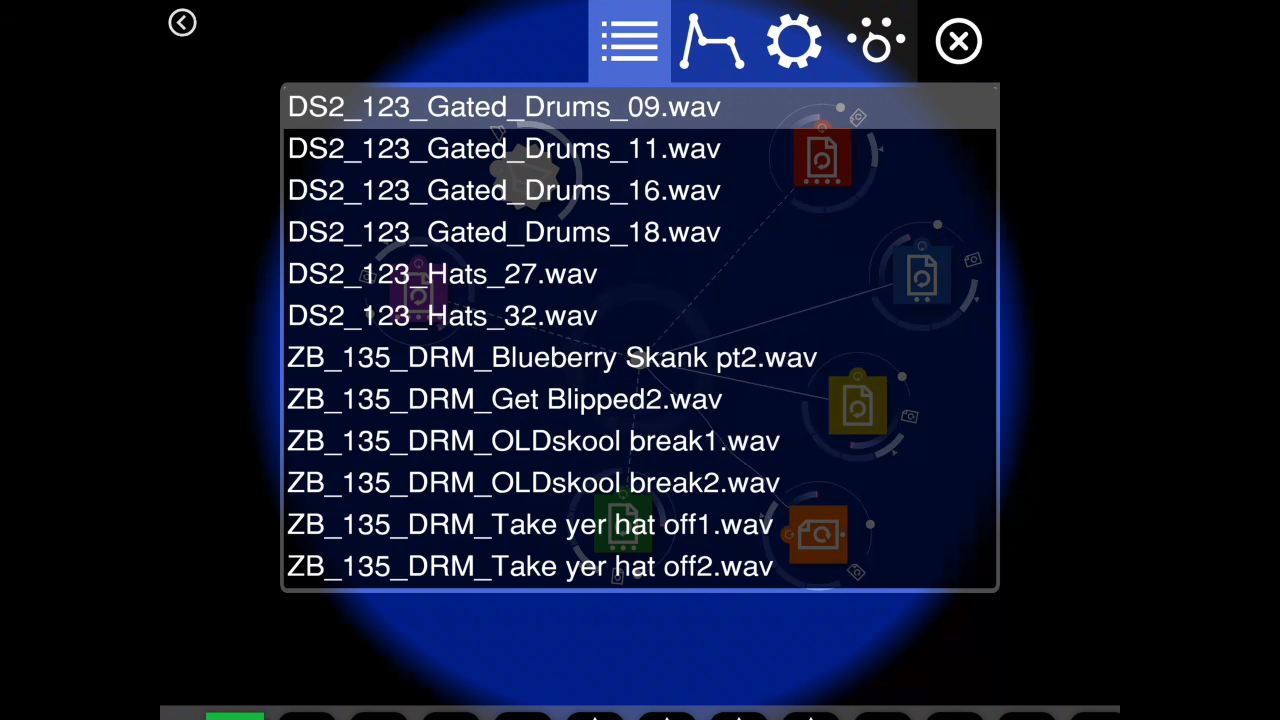 DS2_123_Gated_Drums_09.wav
DS2_123_Gated_Drums_11.wav
DS2_123_Gated_Drums_16.wav
DS2_123_Gated_Drums_18.wav
DS2_123_Hats_27.wav
DS2_123_Hats_32.wav
ZB_135_DRM_Blueberry Skank pt2.wav
ZB_135_DRM_Get Blipped2.wav
ZB_135_DRM_OLDskool break1.wav
ZB_135_DRM_OLDskool break2.wav
ZB_135_DRM_Take yer hat off1.wav
ZB_135_DRM_Take yer hat off2.wav